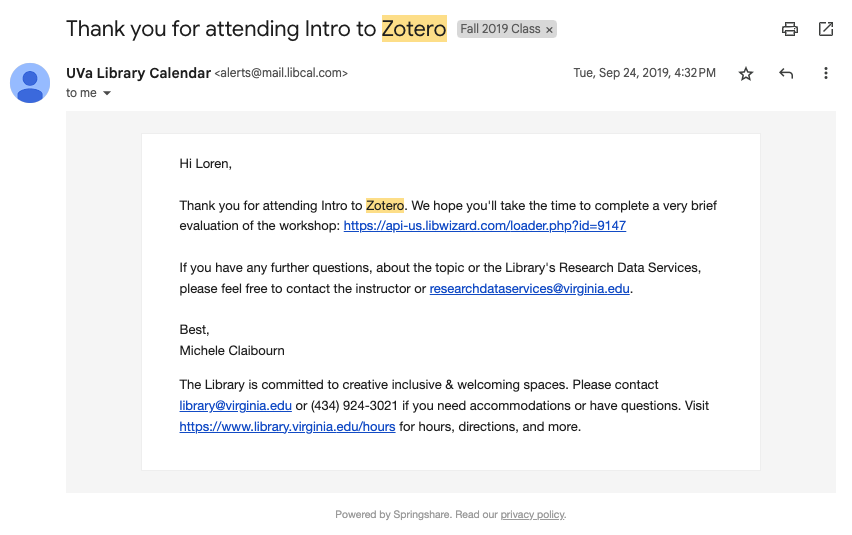 Thank you for attending Intro to Zotero Fall 2019 Class ×
UVa Library Calendar <alerts@mail.libcal.com> Tue, Sep 24, 2019, 4:32 PM
to me
Hi Loren,
Thank you for attending Intro to Zotero. We hope you'll take the time to complete a very brief
evaluation of the workshop: https://api-us.libwizard.com/loader.php?id=9147
If you have any further questions, about the topic or the Library's Research Data Services,
please feel free to contact the instructor or researchdataservices@virginia.edu.
Best,
Michele Claibourn
The Library is committed to creative inclusive & welcoming spaces. Please contact
library@virginia.edu or (434) 924-3021 if you need accommodations or have questions. Visit
https://www.library.virginia.edu/hours for hours, directions, and more.
Powered by Springshare. Read our privacy policy.